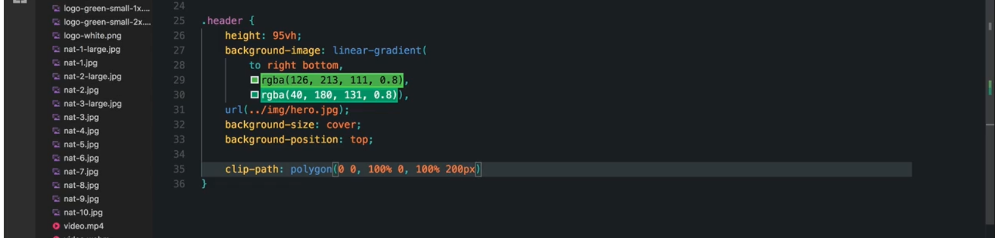 logo-green-small-1x....
logo-green-small-2x....
logo-white.png
nat-1-large.jpg
nat-1.jpg
nat-2-large.jpg
nat-2.jpg
nat-3-large.jpg
nat-3.jpg
nat-4.jpg
nat-5.jpg
nat-6.jpg
nat-7.jpg
nat-8.jpg
nat-9.jpg
nat-10.jpg
video.mp4
24
25 .header {
26 height: 95vh;
27 background-image: linear-gradient(
28 to right bottom,
29 rgba(126, 213, 111, 0.8),
30 rgba(40, 180, 131, 0.8)),
31 url(../img/hero.jpg);
32 background-size: cover;
33 background-position: top;
34
35 clip-path: polygon(0 0, 100% 0, 100% 200px)
36 }